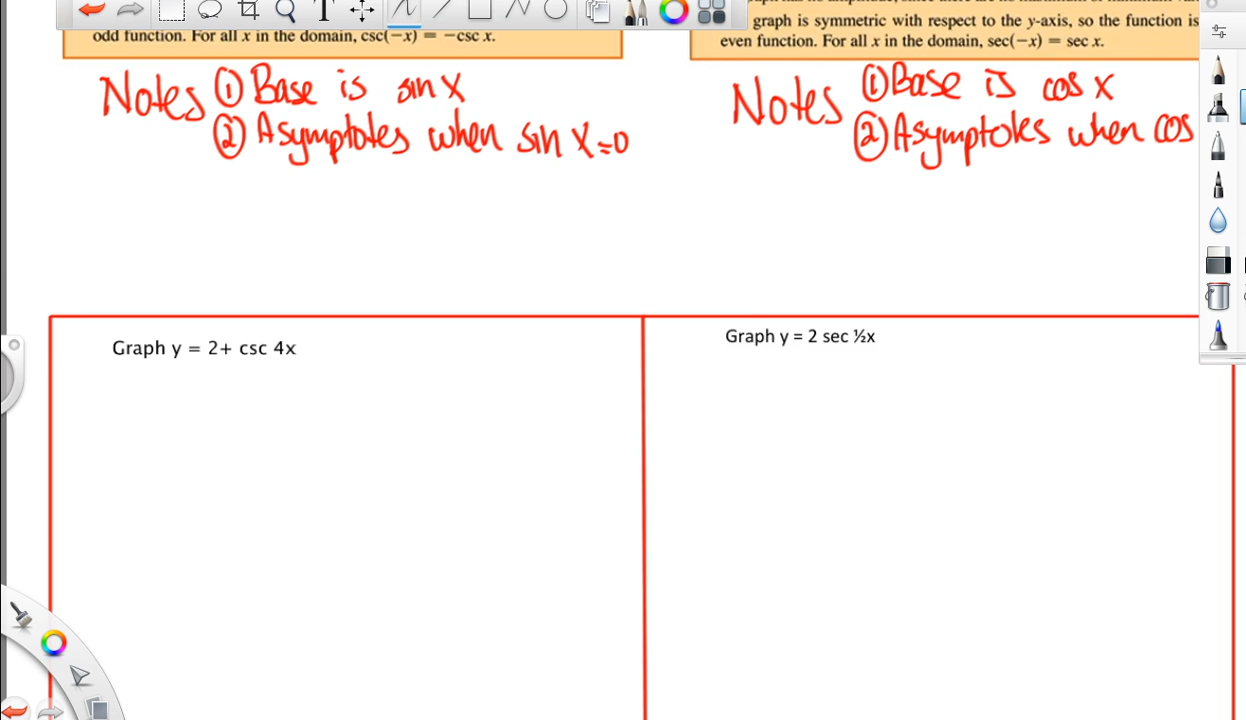 odd function. For all x in the domain, csc(−x) = −csc x.
Notes ① Base is sin x
② Asymptotes when sin x=0
graph is symmetric with respect to the y-axis, so the function is
even function. For all x in the domain, sec(−x) = sec x.
Notes ① Base is cos x
② Asymptotes when cos
Graph y = 2+ csc 4x
Graph y = 2 sec ½x
T